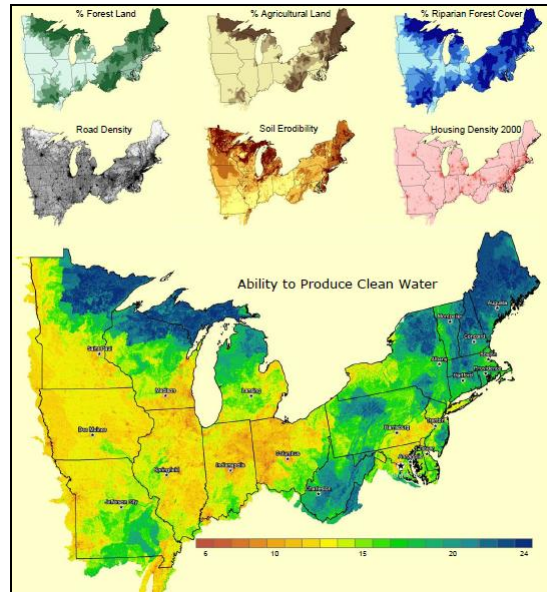 % Forest Land
% Agricultural Land
% Riparian Forest Cover
Road Density
Soil Erodibility
Housing Density 2000
Ability to Produce Clean Water
Augusta
Montpelier
Concord
Saint Paul
Albany
Boston
Providence
Hartford
Madison
Lansing
Trenton
Harrisburg
Des Moines
Columbus
Indianapolis
Springfield
Charleston
Jefferson City
6 10 15 20 24